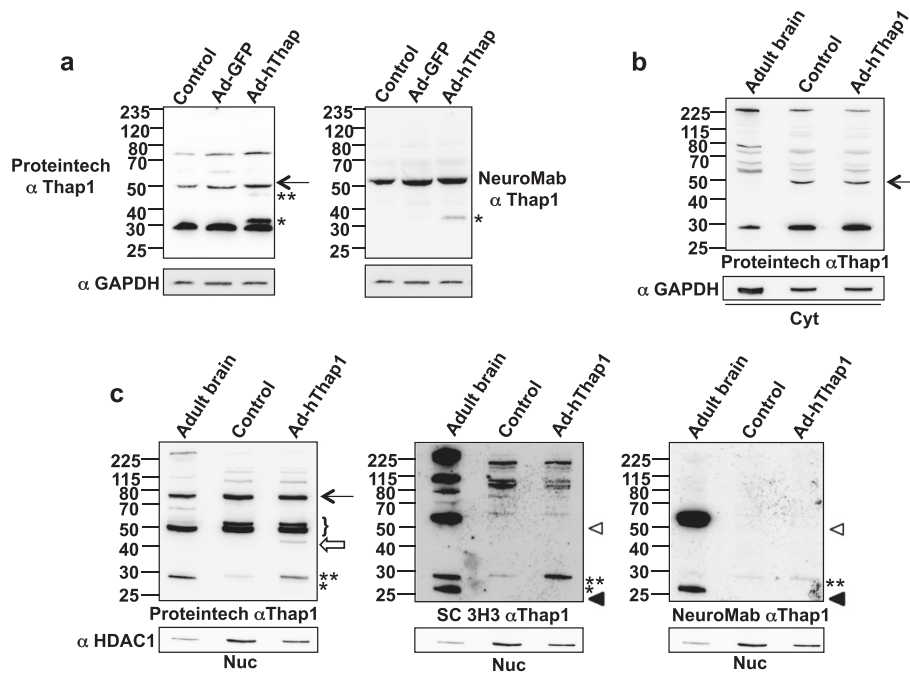 a
Control
Ad-GFP
Ad-hThap
Proteintech
α Thap1
235
120
80
70
50
40
30
25
**
*
α GAPDH
Control
Ad-GFP
Ad-hThap
235
120
80
70
50
40
30
25
NeuroMab
α Thap1
*
b
Adult brain
Control
Ad-hThap1
225
115
80
70
50
40
30
25
Proteintech αThap1
α GAPDH
Cyt
c
Adult brain
Control
Ad-hThap1
225
115
80
70
50
40
30
25
}
**
*
Proteintech αThap1
α HDAC1
Nuc
Adult brain
Control
Ad-hThap1
225
115
80
70
50
40
30
25
**
*
SC 3H3 αThap1
Nuc
Adult brain
Control
Ad-hThap1
225
115
80
70
50
40
30
25
**
NeuroMab αThap1
Nuc